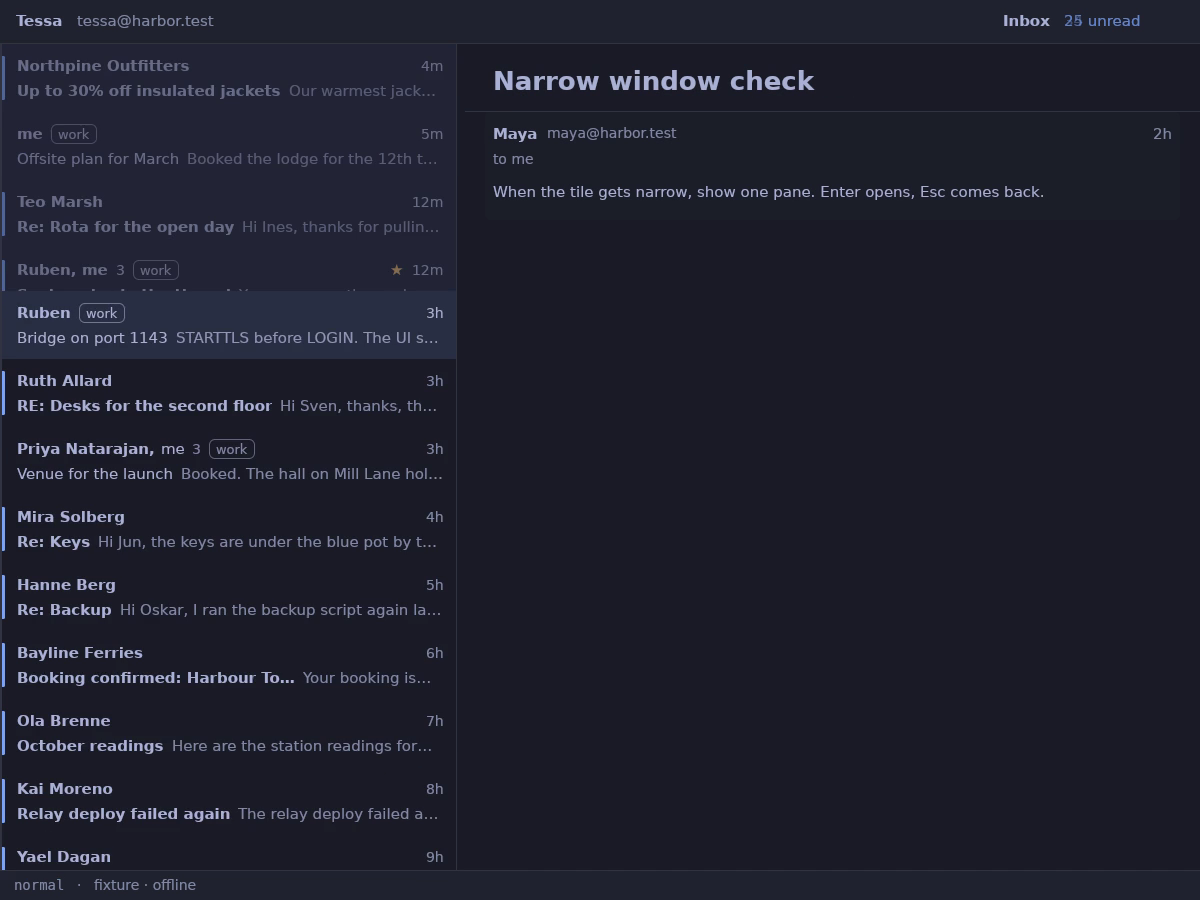 Tessa tessa@harbor.test Inbox 25 unread
Northpine Outfitters 4m
Up to 30% off insulated jackets Our warmest jack…
me work 5m
Offsite plan for March Booked the lodge for the 12th t…
Teo Marsh 12m
Re: Rota for the open day Hi Ines, thanks for pullin…
Ruben, me 3 work ★ 12m
Ruben work 3h
Bridge on port 1143 STARTTLS before LOGIN. The UI s…
Ruth Allard 3h
RE: Desks for the second floor Hi Sven, thanks, th…
Priya Natarajan, me 3 work 3h
Venue for the launch Booked. The hall on Mill Lane hol…
Mira Solberg 4h
Re: Keys Hi Jun, the keys are under the blue pot by t…
Hanne Berg 5h
Re: Backup Hi Oskar, I ran the backup script again la…
Bayline Ferries 6h
Booking confirmed: Harbour To… Your booking is…
Ola Brenne 7h
October readings Here are the station readings for…
Kai Moreno 8h
Relay deploy failed again The relay deploy failed a…
Yael Dagan 9h
Narrow window check
Maya maya@harbor.test 2h
to me
When the tile gets narrow, show one pane. Enter opens, Esc comes back.
normal · fixture · offline